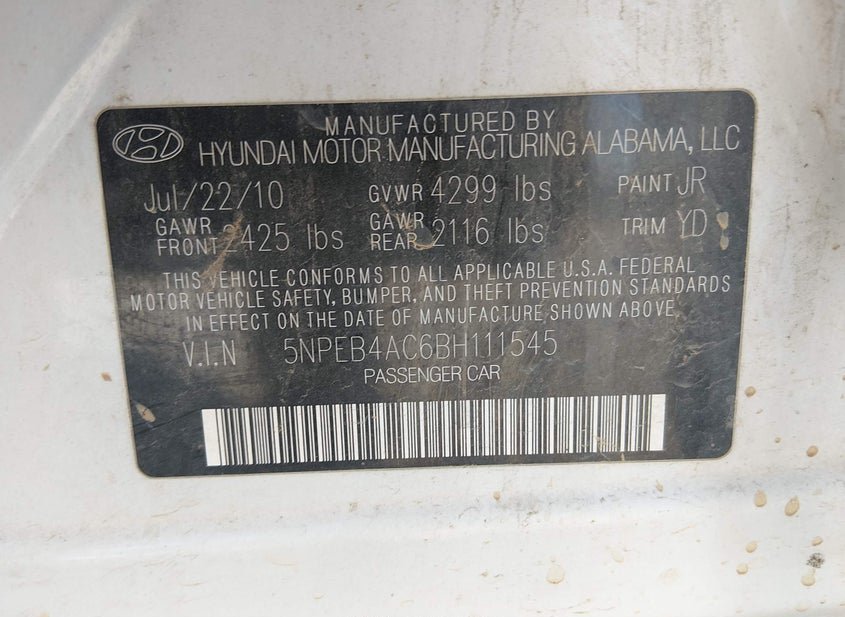 MANUFACTURED BY
HYUNDAI MOTOR MANUFACTURING ALABAMA, LLC
Jul/22/10 GVWR 4299 lbs PAINT JR
GAWR FRONT 2425 lbs GAWR REAR 2116 lbs TRIM YD
THIS VEHICLE CONFORMS TO ALL APPLICABLE U.S.A. FEDERAL
MOTOR VEHICLE SAFETY, BUMPER, AND THEFT PREVENTION STANDARDS
IN EFFECT ON THE DATE OF MANUFACTURE SHOWN ABOVE.
V.I.N 5NPEB4AC6BH111545
PASSENGER CAR